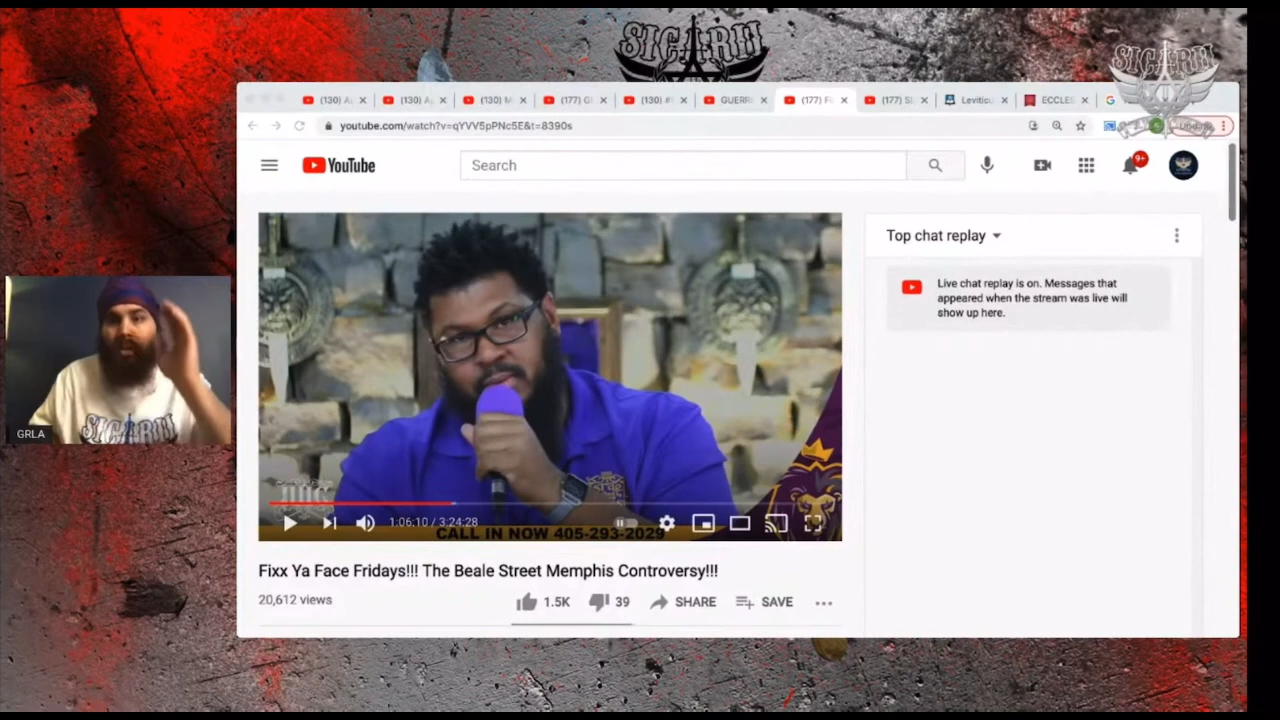 SICARII
SICARII
(130) A
(130) A
(130) M
(177) G
(130) #
GUERR
(177) F
(177) S
Leviticu
ECCLES
youtube.com/watch?v=qYVV5pPNc5E&t=8390s
YouTube
Search
9+
Top chat replay
Live chat replay is on. Messages that
appeared when the stream was live will
show up here.
GRLA
SICARII
1:06:10 / 3:24:28
CALL IN NOW 405-293-2029
Fixx Ya Face Fridays!!! The Beale Street Memphis Controversy!!!
20,612 views
1.5K
39
SHARE
SAVE